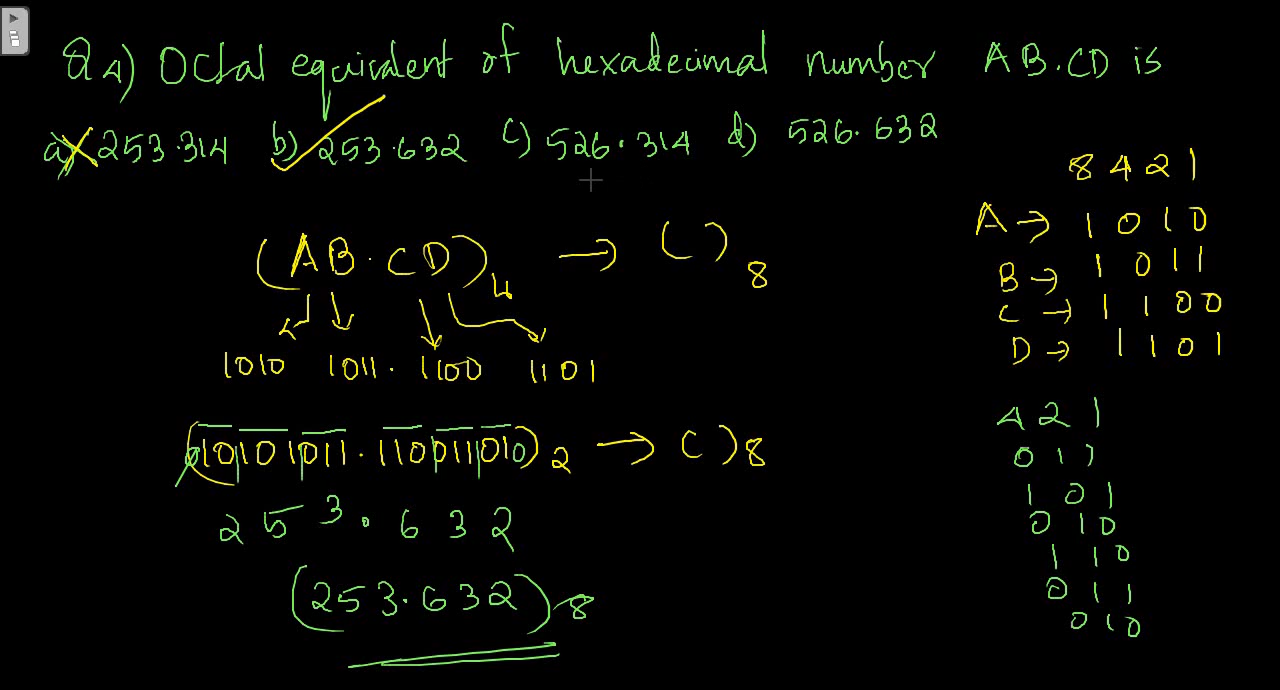 Q4) Octal equivalent of hexadecimal number AB.CD is
a) 253.314 b) 253.632 c) 526.314 d) 526.632
8 4 2 1
A → 1 0 1 0
B → 1 0 1 1
C → 1 1 0 0
D → 1 1 0 1
(AB.CD) → ( )8
1010 1011 . 1100 1101
(010101011.110011010)2 → ( )8
2 5 3 . 6 3 2
(253.632)8
4 2 1
0 1 1
1 0 1
0 1 0
1 1 0
0 1 1
0 1 0